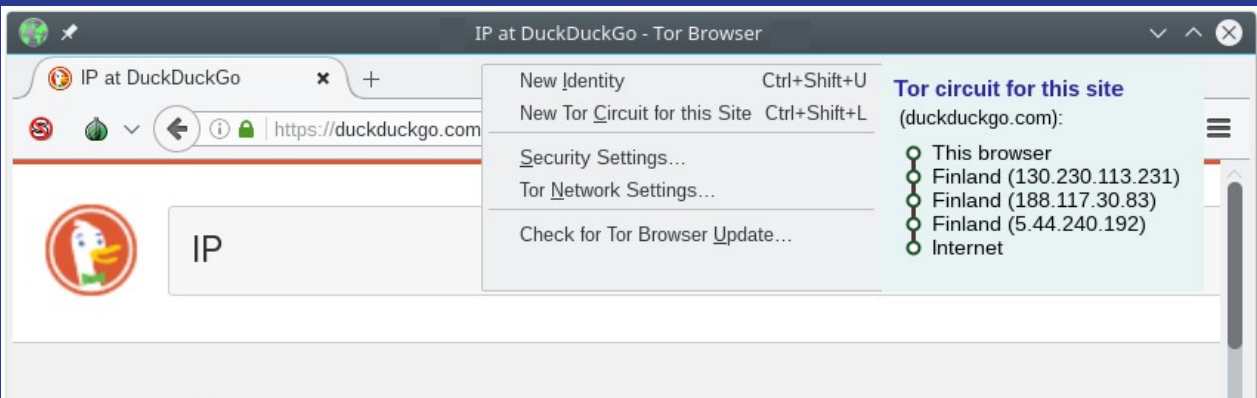 IP at DuckDuckGo - Tor Browser
IP at DuckDuckGo
https://duckduckgo.com
New Identity Ctrl+Shift+U
New Tor Circuit for this Site Ctrl+Shift+L
Security Settings...
Tor Network Settings...
Check for Tor Browser Update...
Tor circuit for this site
(duckduckgo.com):
This browser
Finland (130.230.113.231)
Finland (188.117.30.83)
Finland (5.44.240.192)
Internet
IP